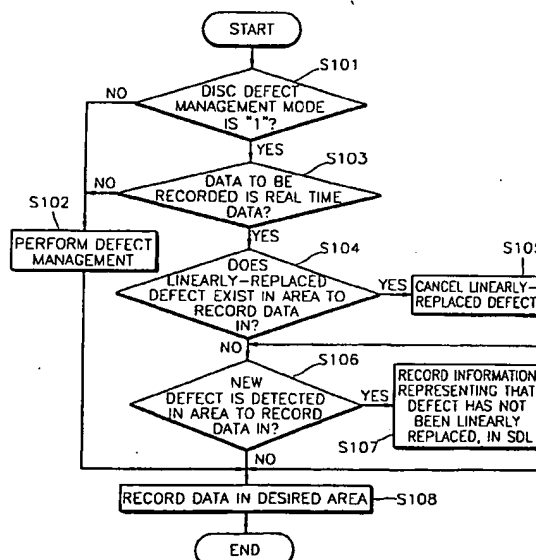 START
S101
NO
DISC DEFECT
MANAGEMENT MODE
IS "1"?
YES
S103
NO
DATA TO BE
RECORDED IS REAL TIME
DATA?
S102
PERFORM DEFECT
MANAGEMENT
YES
S104
DOES
LINEARLY-REPLACED
DEFECT EXIST IN AREA TO
RECORD DATA
IN?
YES
S105
CANCEL LINEARLY-
REPLACED DEFECT
NO
S106
NEW
DEFECT IS DETECTED
IN AREA TO RECORD
DATA IN?
YES
RECORD INFORMATION
REPRESENTING THAT
DEFECT HAS NOT
BEEN LINEARLY
REPLACED, IN SDL
S107
NO
RECORD DATA IN DESIRED AREA
S108
END